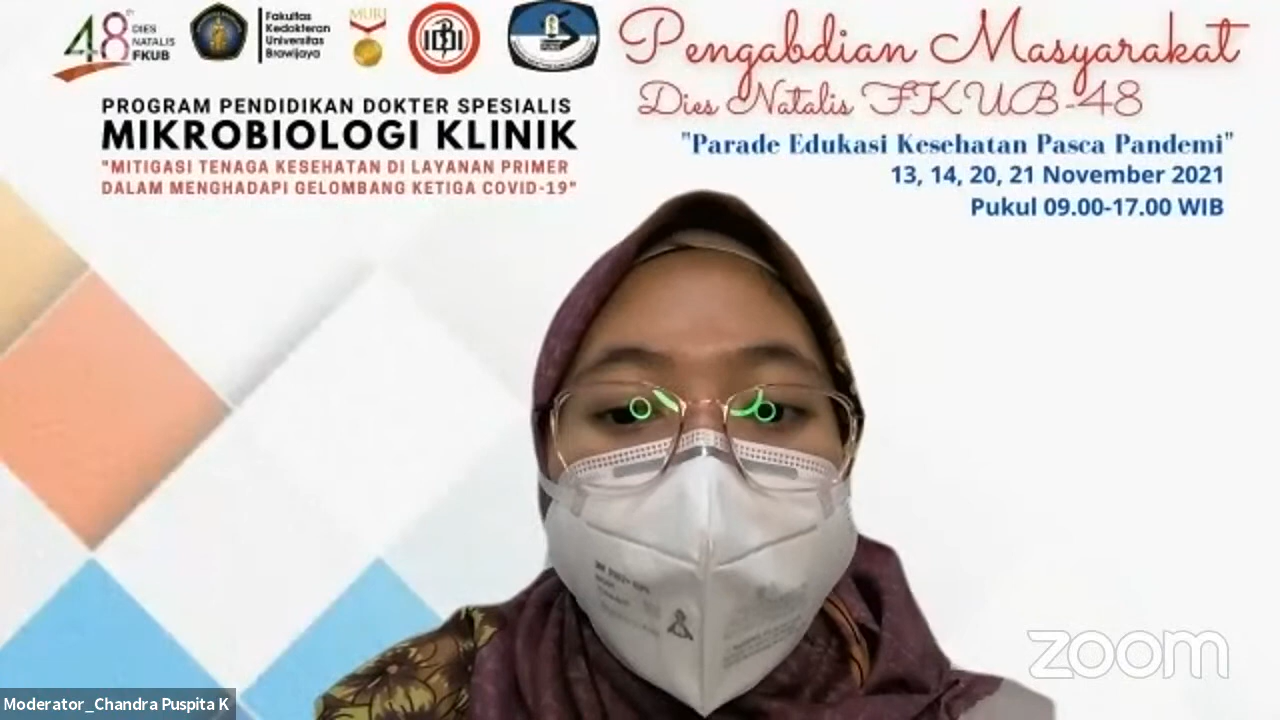 48th DIES NATALIS FKUB
Fakultas
Kedokteran
Universitas
Brawijaya
MURI
IDI
Pengabdian Masyarakat
Dies Natalis FKUB-48
"Parade Edukasi Kesehatan Pasca Pandemi"
13, 14, 20, 21 November 2021
Pukul 09.00-17.00 WIB
PROGRAM PENDIDIKAN DOKTER SPESIALIS
MIKROBIOLOGI KLINIK
"MITIGASI TENAGA KESEHATAN DI LAYANAN PRIMER
DALAM MENGHADAPI GELOMBANG KETIGA COVID-19"
zoom
Moderator_Chandra Puspita K